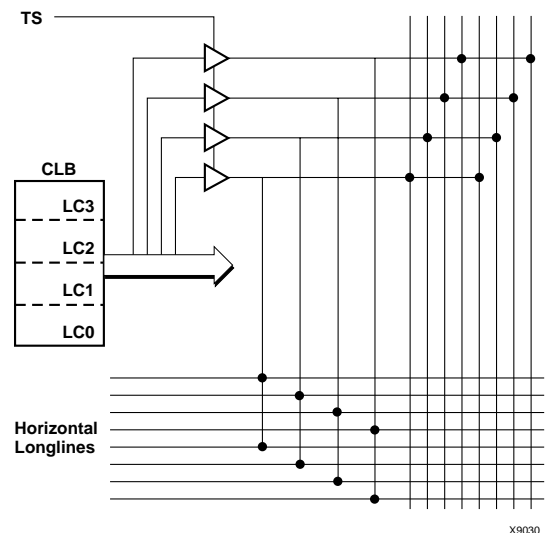 TS
CLB
LC3
LC2
LC1
LC0
Horizontal
Longlines
X9030